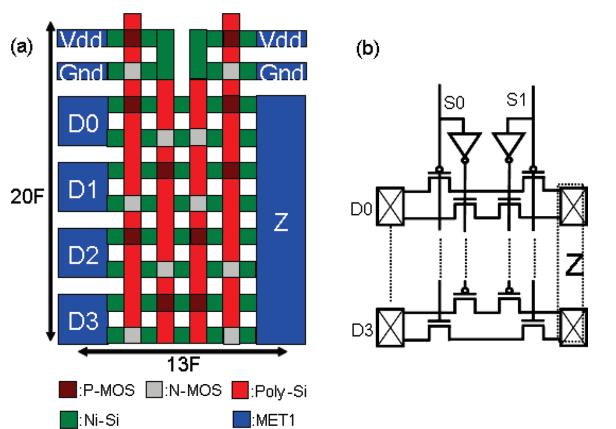 (a)
Vdd
Vdd
Gnd
Gnd
D0
D1
D2
D3
Z
20F
13F
:P-MOS
:N-MOS
:Poly-Si
:Ni-Si
:MET1
(b)
S0
S1
D0
Z
D3